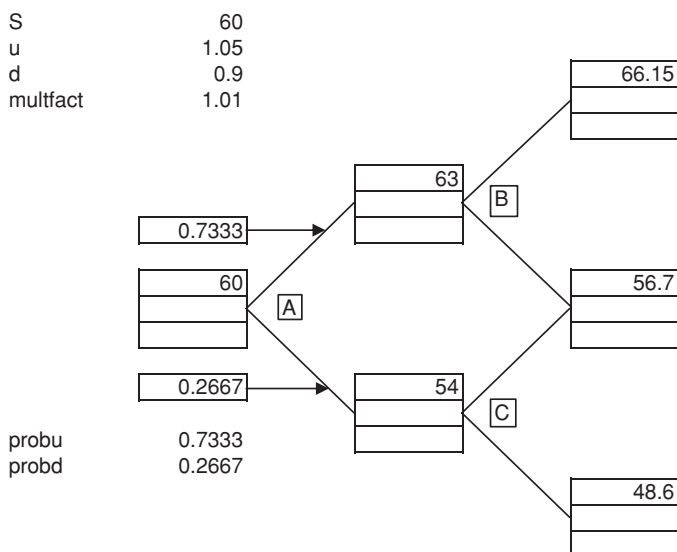 S 60
u 1.05
d 0.9
multfact 1.01
66.15
63
B
0.7333
60
A
56.7
0.2667
54
C
probu 0.7333
probd 0.2667
48.6